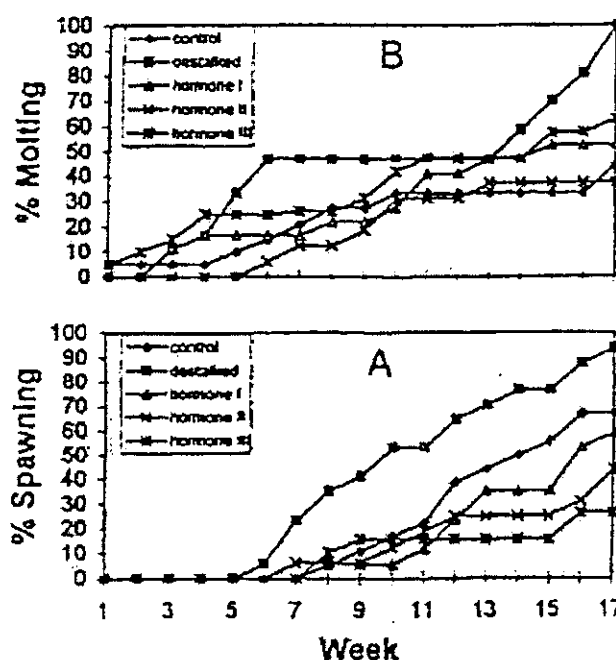 100
90
80
70
60
50
40
30
20
10
0
% Molting
B
control
destalked
hormone I
hormone II
hormone III
100
90
80
70
60
50
40
30
20
10
0
% Spawning
A
control
destalked
hormone I
hormone II
hormone III
1 3 5 7 9 11 13 15 17
Week